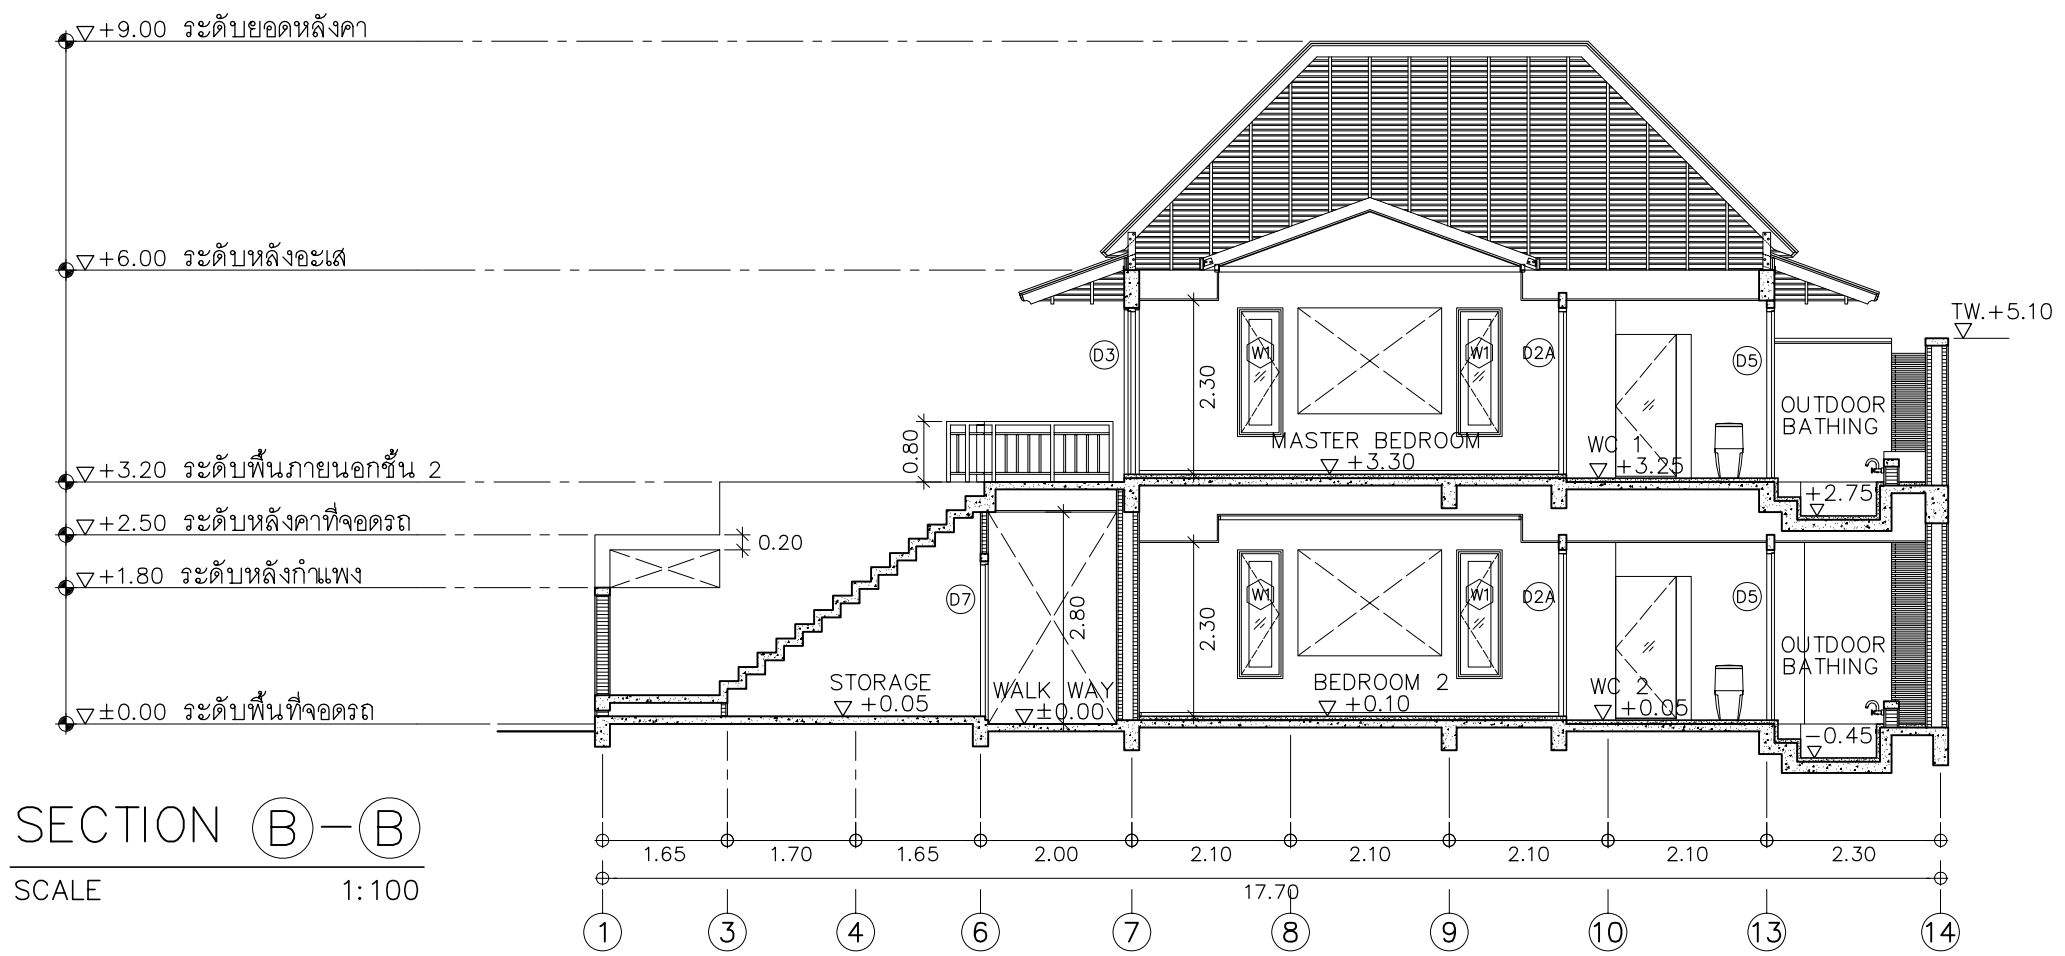 +9.00 ระดับยอดหลังคา
+6.00 ระดับหลังอะเส
TW.+5.10
D3
W1
W1
D2A
D5
2.30
OUTDOOR
BATHING
0.80
MASTER BEDROOM
+3.30
WC 1
+3.25
+3.20 ระดับพื้นภายนอกชั้น 2
+2.75
+2.50 ระดับหลังคาที่จอดรถ
0.20
+1.80 ระดับหลังกำแพง
D7
2.80
2.30
W1
W1
D2A
D5
OUTDOOR
BATHING
STORAGE
+0.05
WALK WAY
±0.00
BEDROOM 2
+0.10
WC 2
+0.05
±0.00 ระดับพื้นที่จอดรถ
-0.45
SECTION B-B
SCALE 1:100
1.65 1.70 1.65 2.00 2.10 2.10 2.10 2.10 2.30
17.70
1 3 4 6 7 8 9 10 13 14